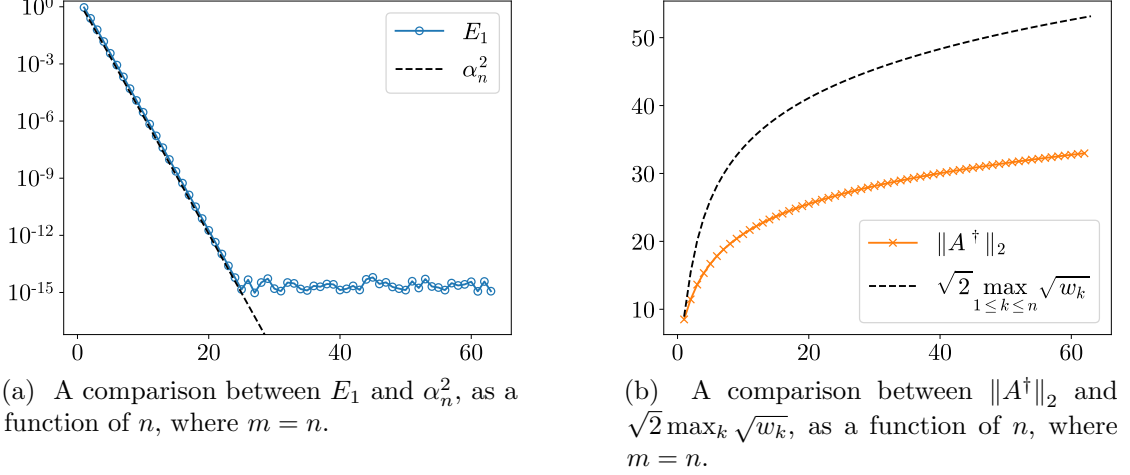 10^0
10^{-3}
10^{-6}
10^{-9}
10^{-12}
10^{-15}
0 20 40 60
E_1
α_n^2
(a) A comparison between E_1 and α_n^2, as a
function of n, where m = n.
50
40
30
20
10
0 20 40 60
‖A^†‖_2
√2 max_{1≤k≤n} √w_k
(b) A comparison between ‖A^†‖_2 and
√2 max_k √w_k, as a function of n, where
m = n.